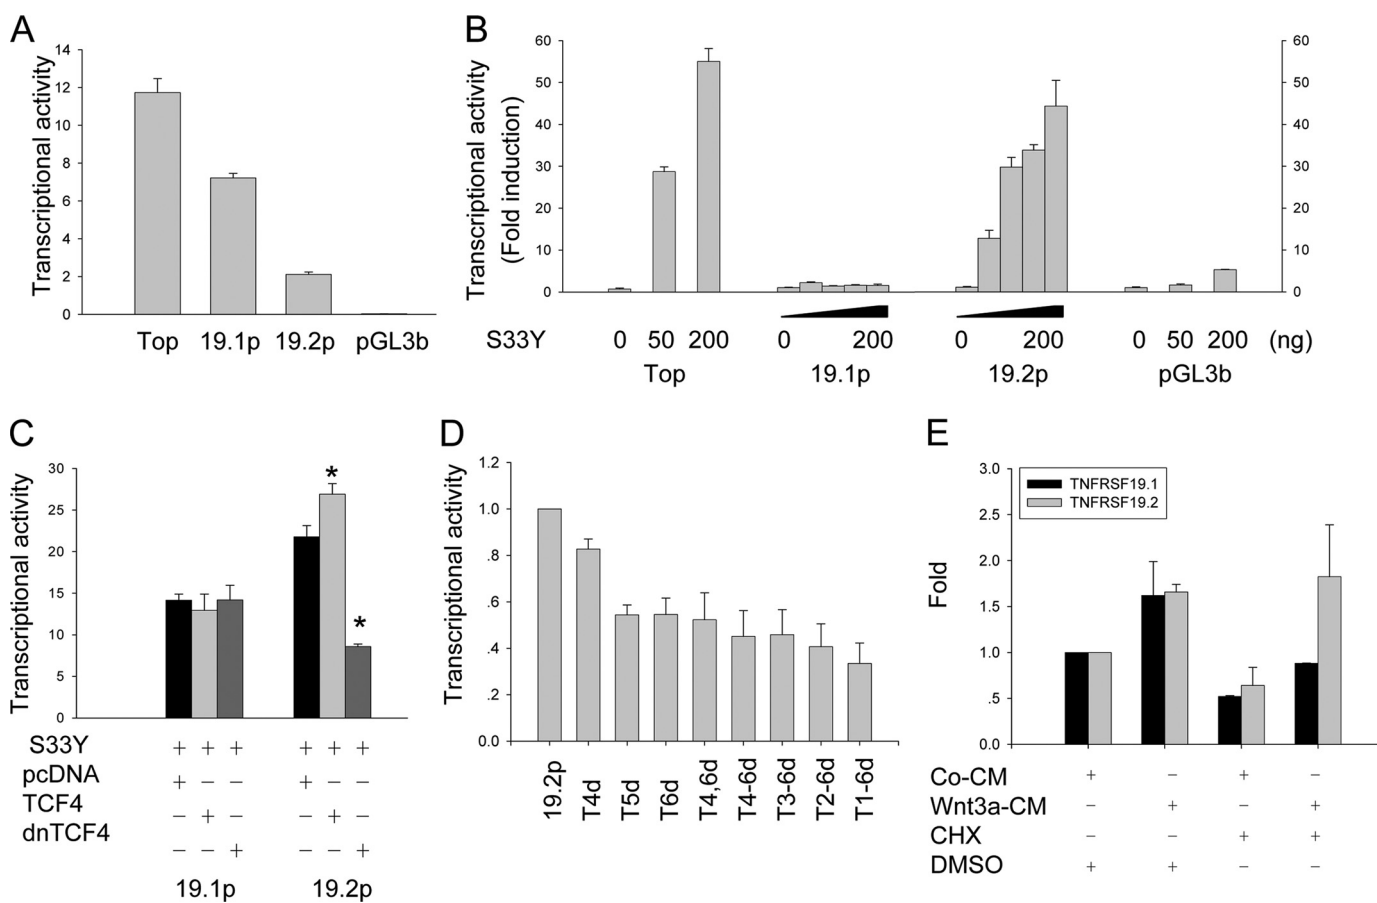 A
Transcriptional activity
14
12
10
8
6
4
2
0
Top 19.1p 19.2p pGL3b
B
Transcriptional activity
(Fold induction)
60
50
40
30
20
10
0
60
50
40
30
20
10
0
S33Y 0 50 200 0 200 0 200 0 50 200 (ng)
Top 19.1p 19.2p pGL3b
C
Transcriptional activity
30
25
20
15
10
5
0
* *
S33Y + + + + + +
pcDNA + – – + – –
TCF4 – + – – + –
dnTCF4 – – + – – +
19.1p 19.2p
D
Transcriptional activity
1.2
1.0
.8
.6
.4
.2
0.0
19.2p T4d T5d T6d T4,6d T4-6d T3-6d T2-6d T1-6d
E
Fold
3.0
2.5
2.0
1.5
1.0
.5
0.0
TNFRSF19.1
TNFRSF19.2
Co-CM + – + –
Wnt3a-CM – + – +
CHX – – + +
DMSO + + – –